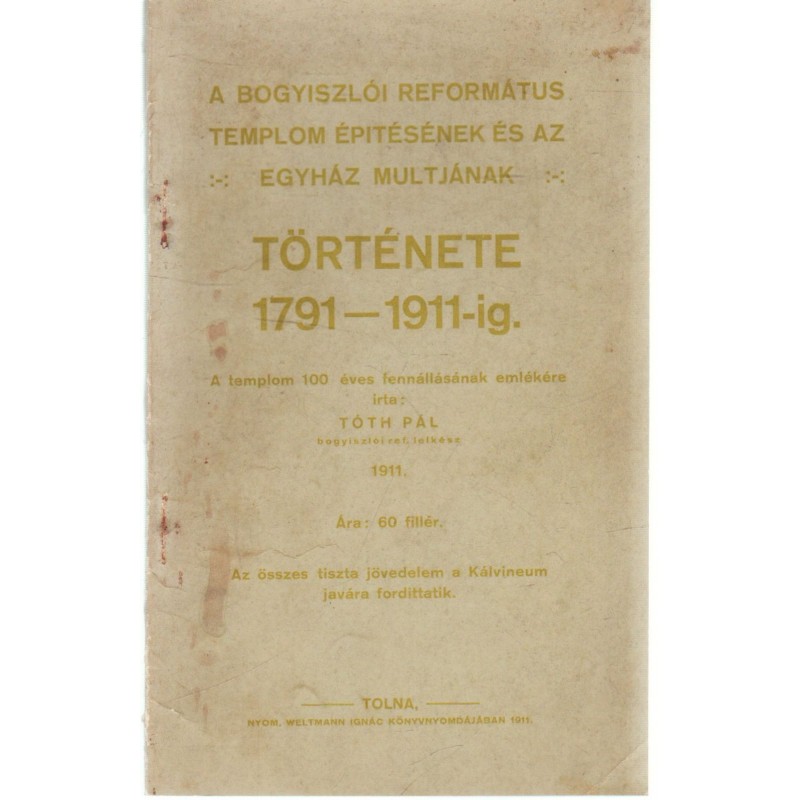 A BOGYISZLÓI REFORMÁTUS
TEMPLOM ÉPITÉSÉNEK ÉS AZ
:-: EGYHÁZ MULTJÁNAK :-:
TÖRTÉNETE
1791—1911-ig.
A templom 100 éves fennállásának emlékére
irta:
TÓTH PÁL
bogyiszlói ref. lelkész
1911.
Ára: 60 fillér.
Az összes tiszta jövedelem a Kálvineum
javára fordittatik.
TOLNA,
NYOM. WELTMANN IGNÁC KÖNYVNYOMDÁJÁBAN 1911.